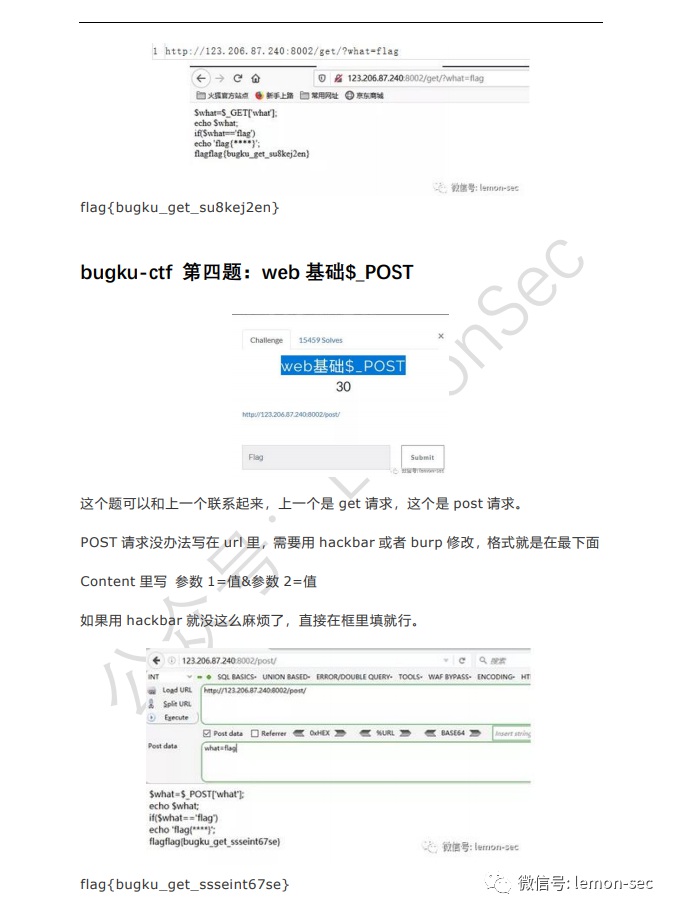 1 http://123.206.87.240:8002/get/?what=flag
123.206.87.240:8002/get/?what=flag
火狐官方站点 新手上路 常用网址 京东商城
$what=$_GET['what'];
echo $what;
if($what=='flag')
echo 'flag{****}';
flagflag{bugku_get_su8kej2en}
微信号: lemon-sec
flag{bugku_get_su8kej2en}
bugku-ctf 第四题：web 基础$_POST
Challenge 15459 Solves ×
web基础$_POST
30
http://123.206.87.240:8002/post/
Flag Submit
微信号: lemon-sec
这个题可以和上一个联系起来，上一个是 get 请求，这个是 post 请求。
POST 请求没办法写在 url 里，需要用 hackbar 或者 burp 修改，格式就是在最下面
Content 里写 参数 1=值&参数 2=值
如果用 hackbar 就没这么麻烦了，直接在框里填就行。
123.206.87.240:8002/post/ 搜索
INT SQL BASICS UNION BASED ERROR/DOUBLE QUERY TOOLS WAF BYPASS ENCODING HT
Load URL http://123.206.87.240:8002/post/
Split URL
Execute
Post data Referrer 0xHEX %URL BASE64 Insert string
Post data what=flag
$what=$_POST['what'];
echo $what;
if($what=='flag')
echo 'flag{****}';
flagflag{bugku_get_ssseint67se}
微信号: lemon-sec
flag{bugku_get_ssseint67se}
微信号: lemon-sec
公众号: LemonSec